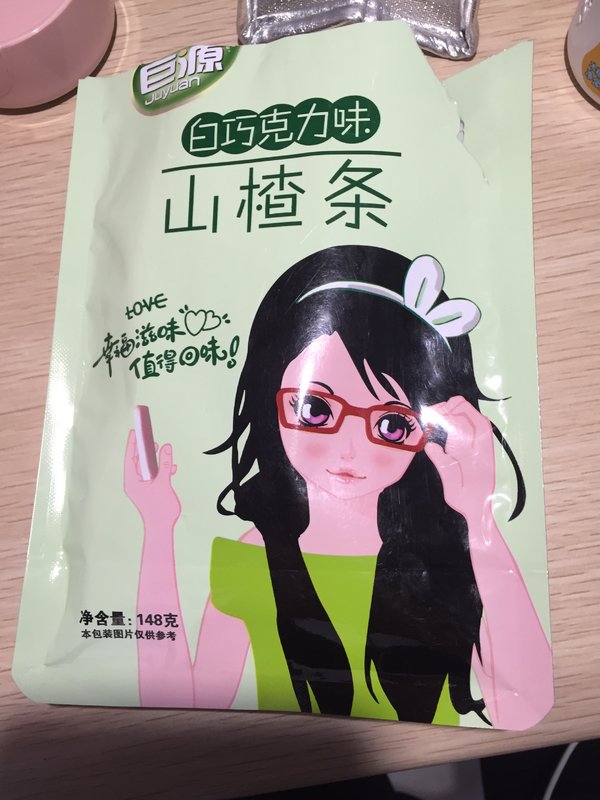 巨源
Juyuan
白巧克力味
山楂条
LOVE
幸福滋味
值得回味!
净含量:148克
本包装图片仅供参考